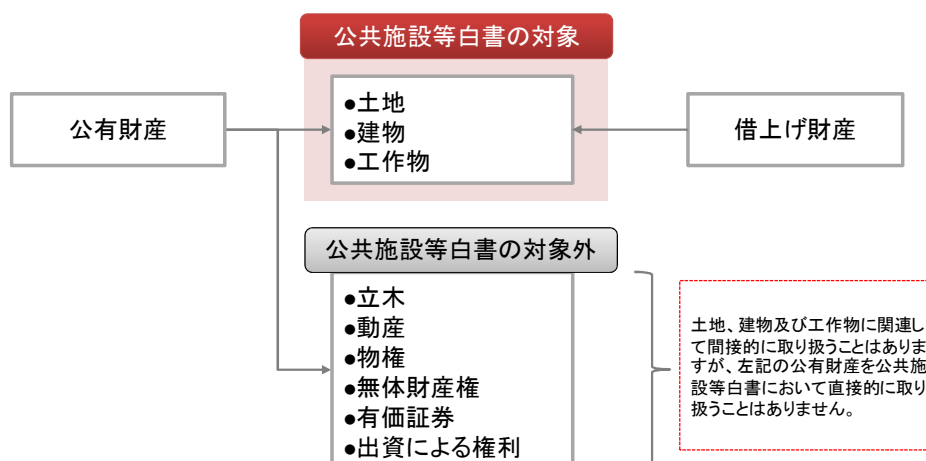 公共施設等白書の対象
公有財産
●土地
●建物
●工作物
借上げ財産
公共施設等白書の対象外
●立木
●動産
●物権
●無体財産権
●有価証券
●出資による権利
土地、建物及び工作物に関連し
て間接的に取り扱うことはありま
すが、左記の公有財産を公共施
設等白書において直接的に取り
扱うことはありません。